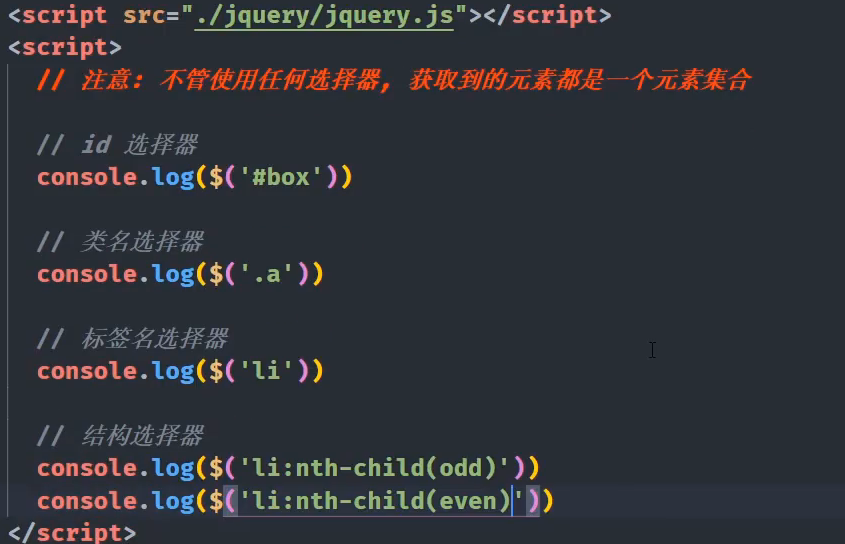 <script src="./jquery/jquery.js"></script>
<script>
// 注意: 不管使用任何选择器, 获取到的元素都是一个元素集合
// id 选择器
console.log($('#box'))
// 类名选择器
console.log($('.a'))
// 标签名选择器
console.log($('li'))
// 结构选择器
console.log($('li:nth-child(odd)'))
console.log($('li:nth-child(even)'))
</script>